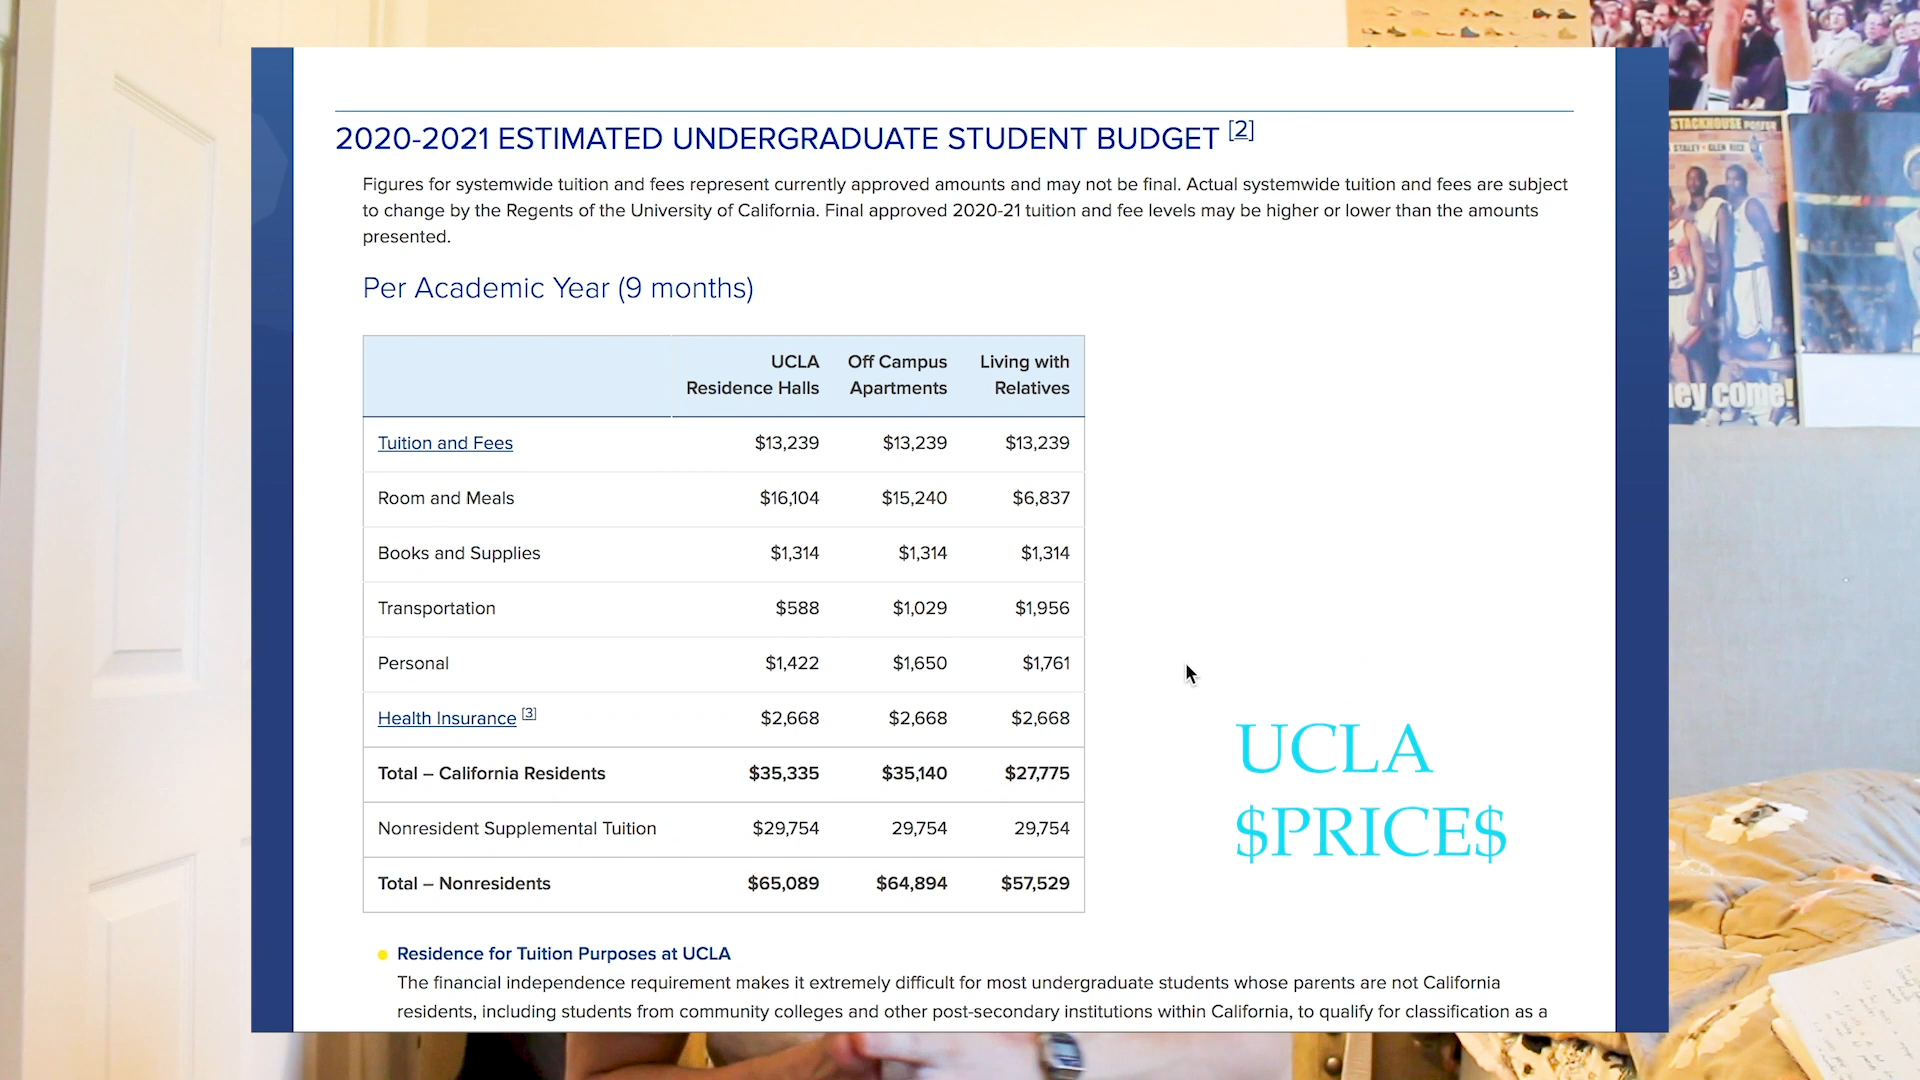 2020-2021 ESTIMATED UNDERGRADUATE STUDENT BUDGET [2]
Figures for systemwide tuition and fees represent currently approved amounts and may not be final. Actual systemwide tuition and fees are subject
to change by the Regents of the University of California. Final approved 2020-21 tuition and fee levels may be higher or lower than the amounts
presented.
Per Academic Year (9 months)
UCLA Residence Halls Off Campus Apartments Living with Relatives
Tuition and Fees $13,239 $13,239 $13,239
Room and Meals $16,104 $15,240 $6,837
Books and Supplies $1,314 $1,314 $1,314
Transportation $588 $1,029 $1,956
Personal $1,422 $1,650 $1,761
Health Insurance [3] $2,668 $2,668 $2,668
Total – California Residents $35,335 $35,140 $27,775
Nonresident Supplemental Tuition $29,754 29,754 29,754
Total – Nonresidents $65,089 $64,894 $57,529
Residence for Tuition Purposes at UCLA
The financial independence requirement makes it extremely difficult for most undergraduate students whose parents are not California
residents, including students from community colleges and other post-secondary institutions within California, to qualify for classification as a
UCLA
$PRICE$
STACKHOUSE POSTER
STALEY - GLEN RICE
ey come!